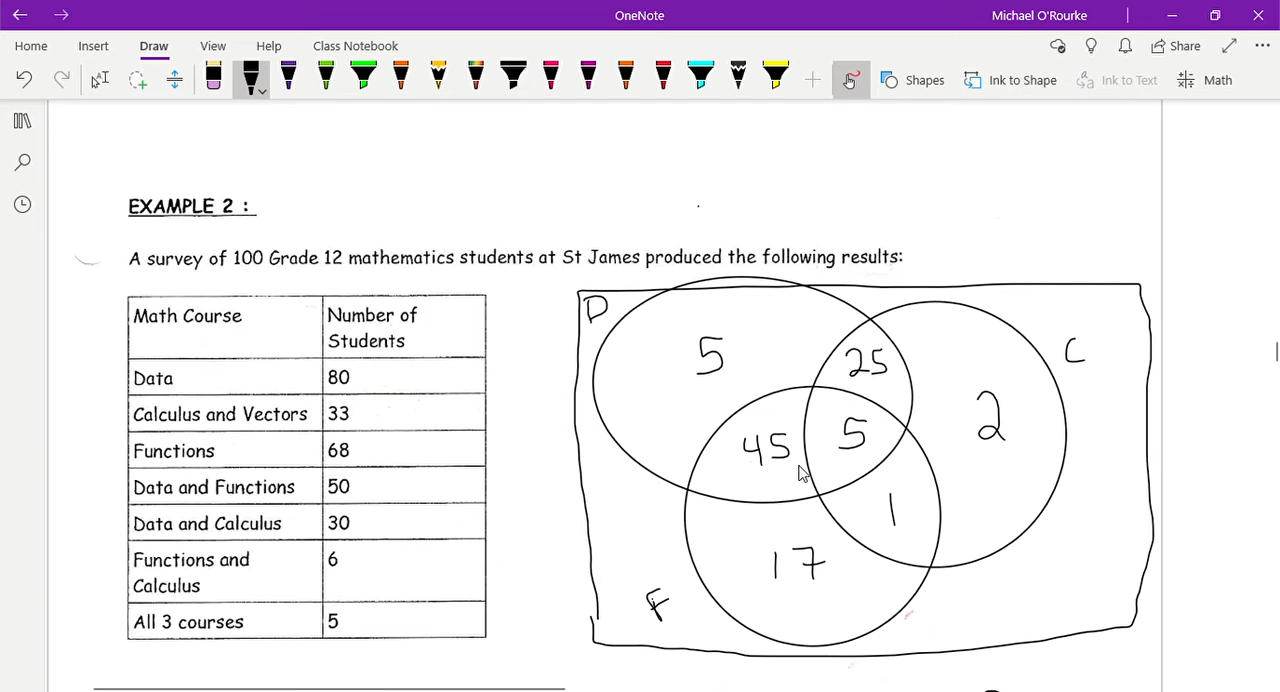 OneNote
Michael O'Rourke
Home Insert Draw View Help Class Notebook
Share
Shapes Ink to Shape Ink to Text Math
EXAMPLE 2 :
A survey of 100 Grade 12 mathematics students at St James produced the following results:
Math Course Number of Students
Data 80
Calculus and Vectors 33
Functions 68
Data and Functions 50
Data and Calculus 30
Functions and Calculus 6
All 3 courses 5
D
5
25
C
2
45
5
1
17
F